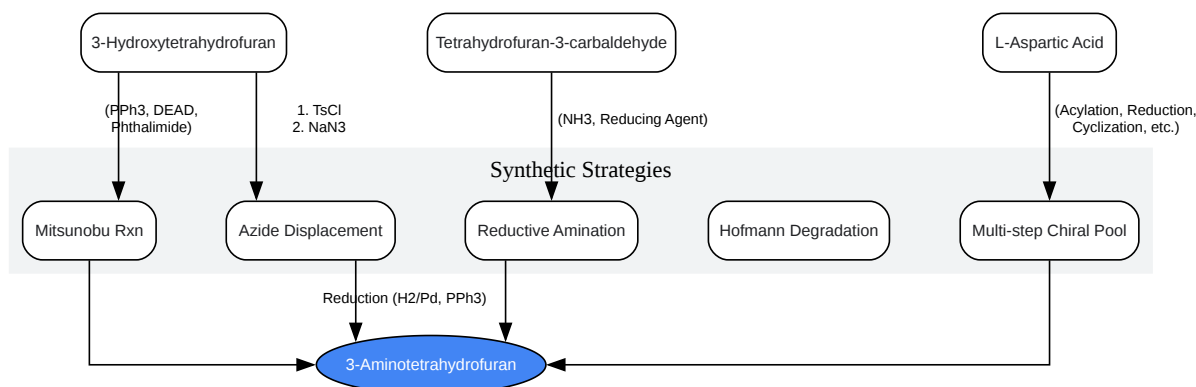 3-Hydroxytetrahydrofuran
Tetrahydrofuran-3-carbaldehyde
L-Aspartic Acid
(PPh3, DEAD,
Phthalimide)
1. TsCl
2. NaN3
(NH3, Reducing Agent)
(Acylation, Reduction,
Cyclization, etc.)
Synthetic Strategies
Mitsunobu Rxn
Azide Displacement
Reductive Amination
Hofmann Degradation
Multi-step Chiral Pool
Reduction (H2/Pd, PPh3)
3-Aminotetrahydrofuran